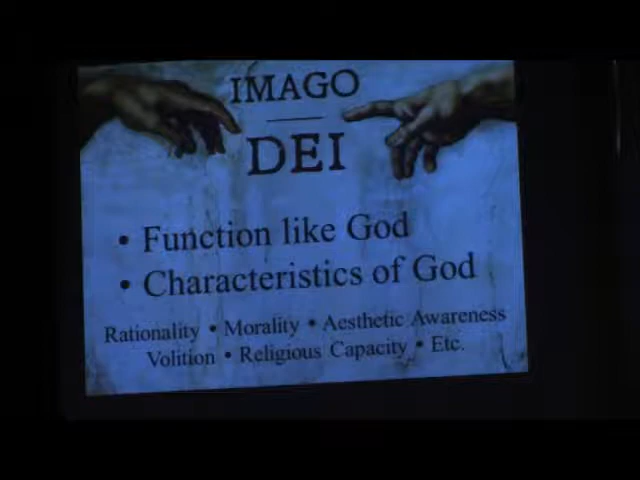 IMAGO
DEI
• Function like God
• Characteristics of God
Rationality • Morality • Aesthetic Awareness
Volition • Religious Capacity • Etc.